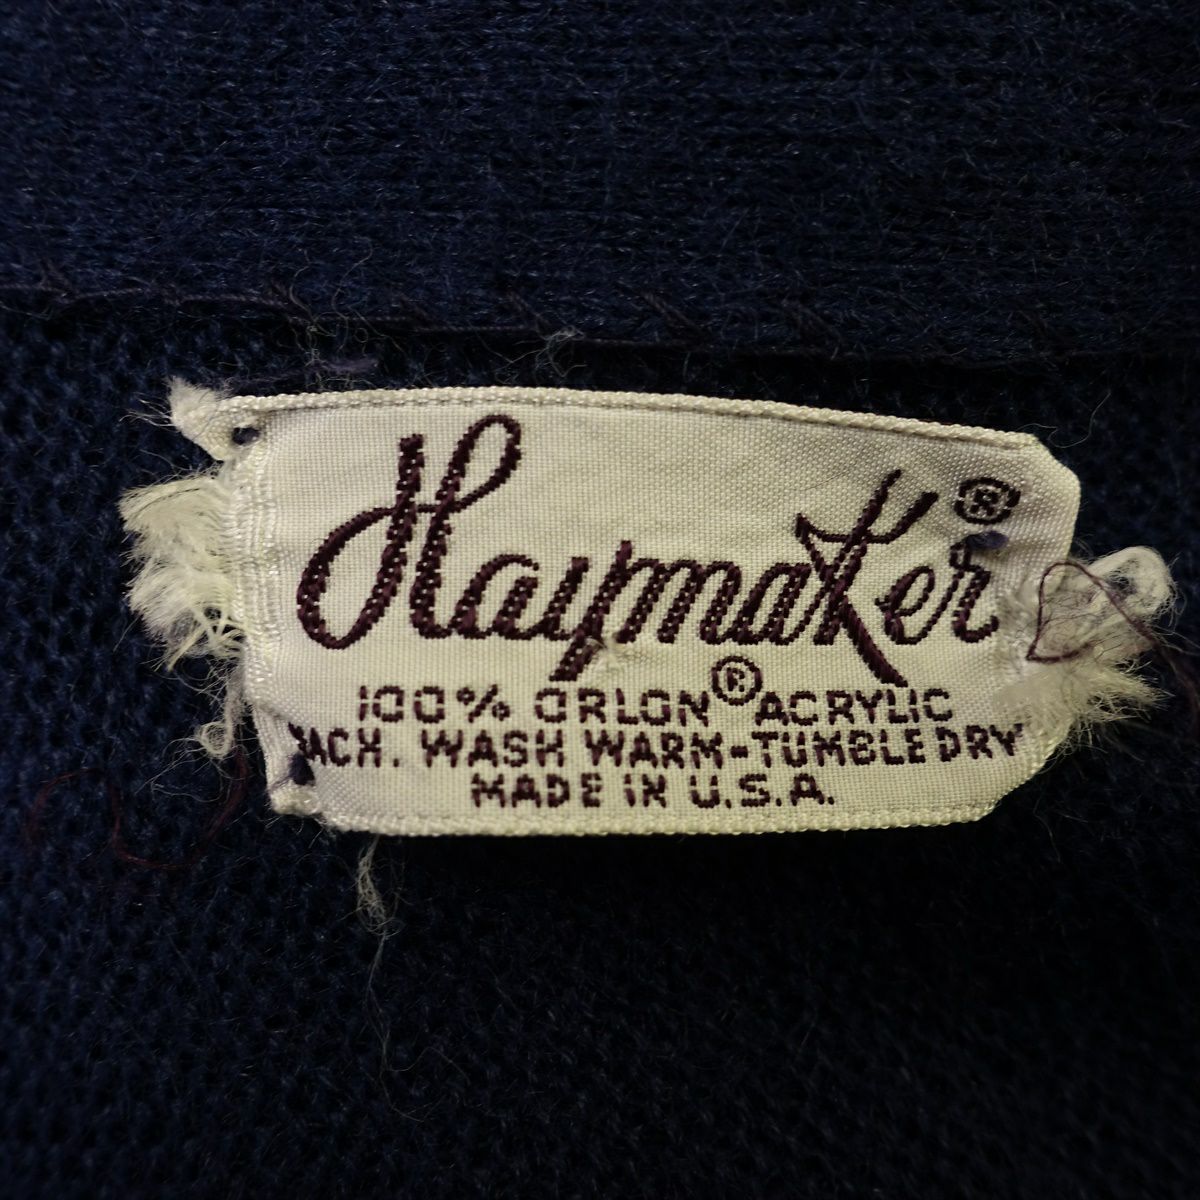 Haymaker®
100% ORLON® ACRYLIC
MACH. WASH WARM-TUMBLE DRY
MADE IN U.S.A.